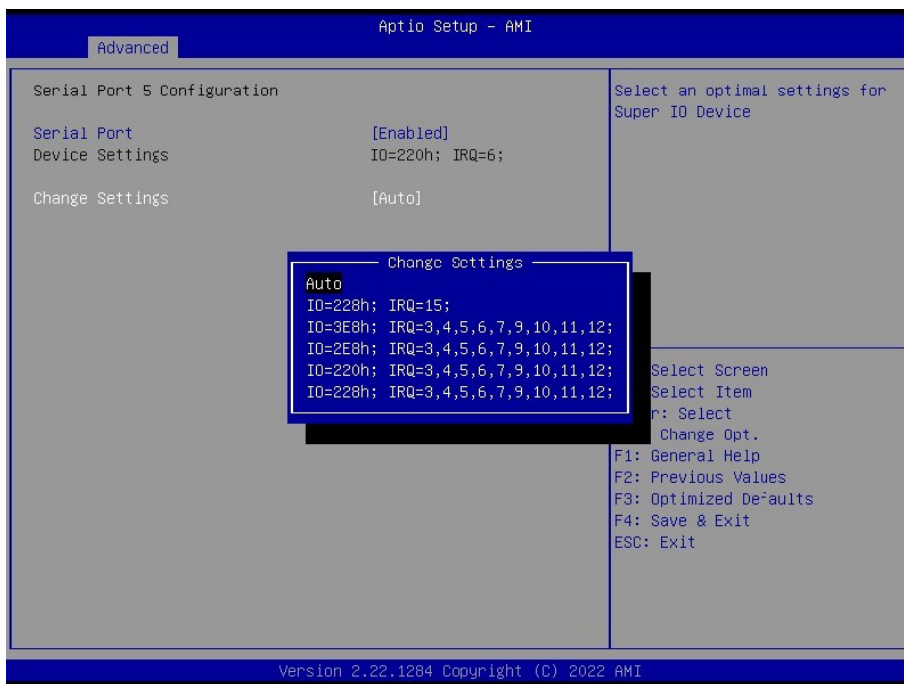 Aptio Setup – AMI
Advanced
Serial Port 5 Configuration
Serial Port [Enabled]
Device Settings IO=220h; IRQ=6;
Change Settings [Auto]
Select an optimal settings for
Super IO Device
Change Settings
Auto
IO=228h; IRQ=15;
IO=3E8h; IRQ=3,4,5,6,7,9,10,11,12;
IO=2E8h; IRQ=3,4,5,6,7,9,10,11,12;
IO=220h; IRQ=3,4,5,6,7,9,10,11,12;
IO=228h; IRQ=3,4,5,6,7,9,10,11,12;
Select Screen
Select Item
r: Select
Change Opt.
F1: General Help
F2: Previous Values
F3: Optimized Defaults
F4: Save & Exit
ESC: Exit
Version 2.22.1284 Copyright (C) 2022 AMI